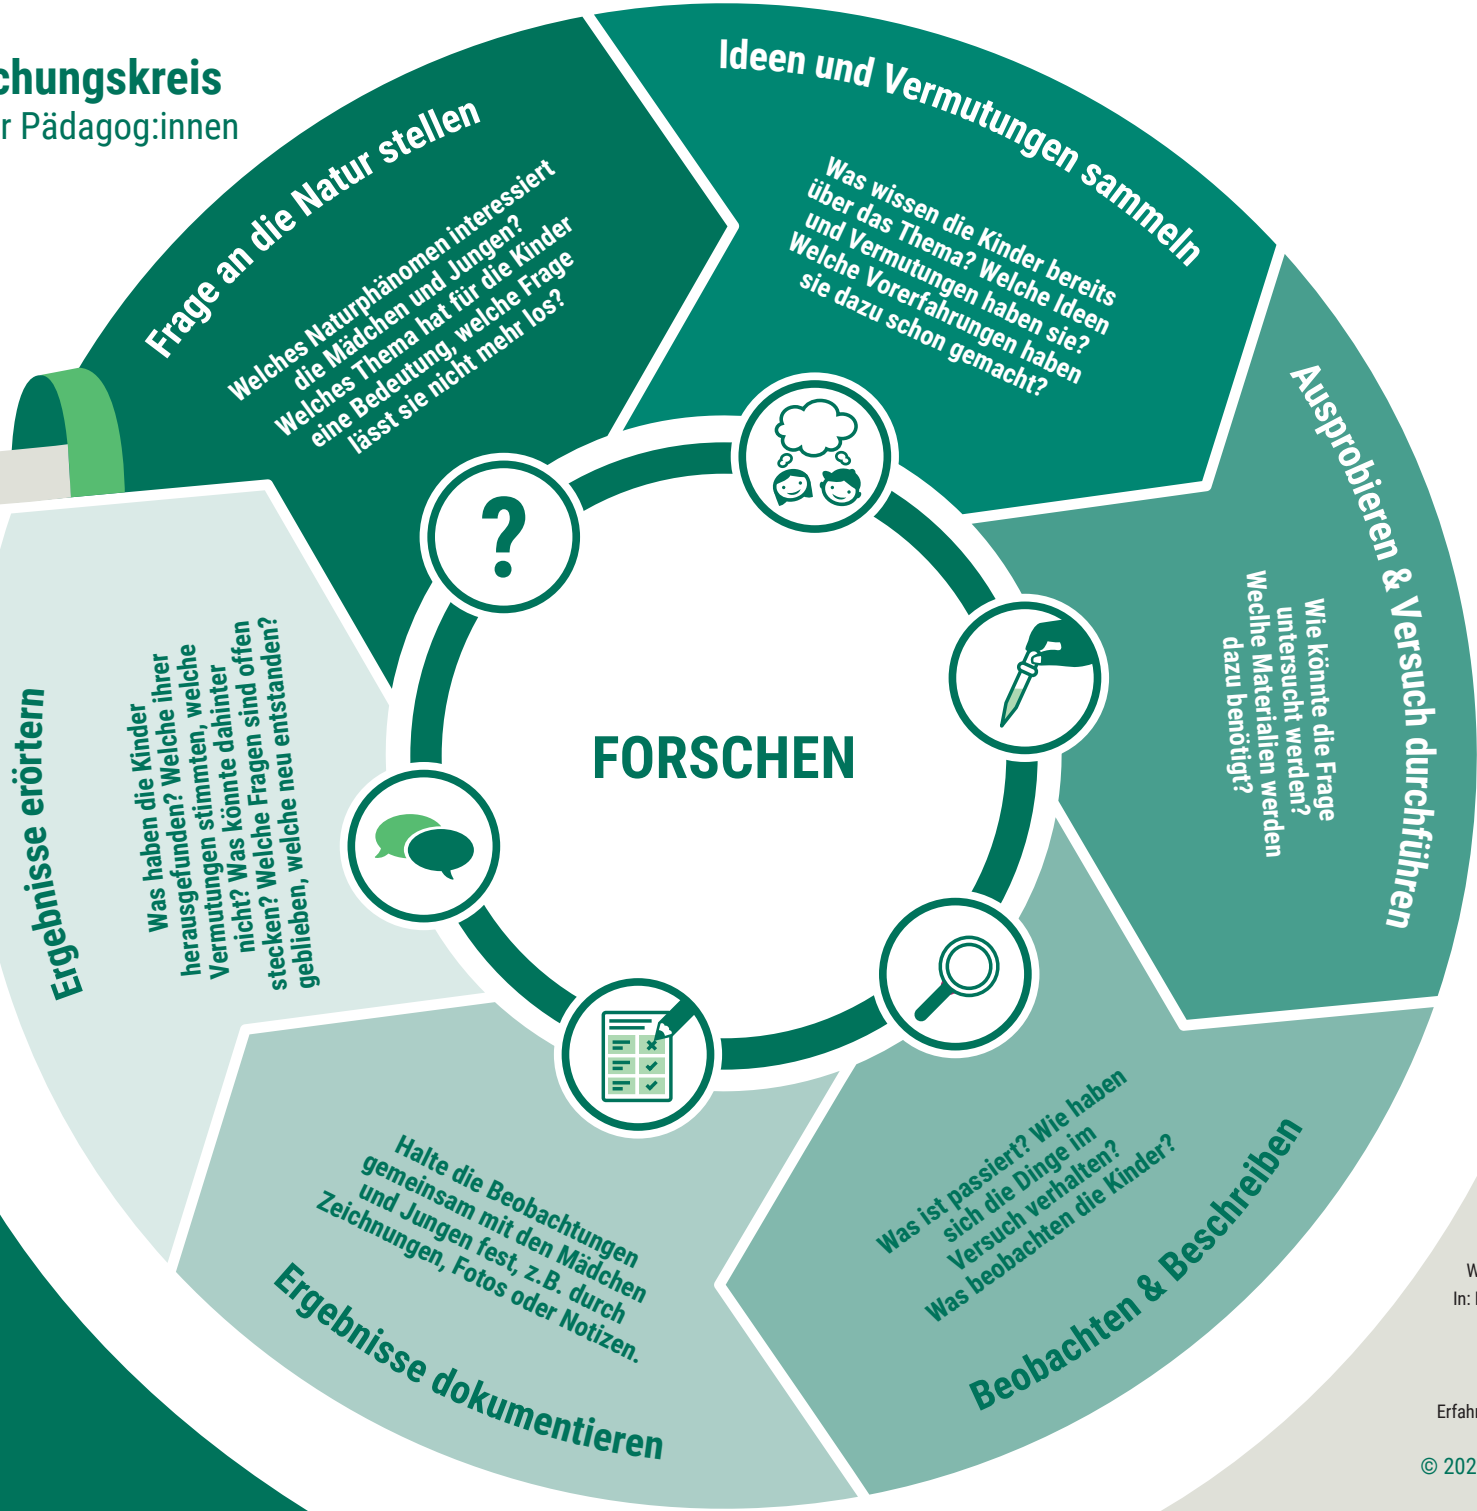 chungskreis
r Pädagog:innen
Frage an die Natur stellen
Welches Naturphänomen interessiert
die Mädchen und Jungen?
Welches Thema hat für die Kinder
eine Bedeutung, welche Frage
lässt sie nicht mehr los?
Ideen und Vermutungen sammeln
Was wissen die Kinder bereits
über das Thema? Welche Ideen
und Vermutungen haben sie?
Welche Vorerfahrungen haben
sie dazu schon gemacht?
Ausprobieren & Versuch durchführen
Wie könnte die Frage
untersucht werden?
Weclhe Materialien werden
dazu benötigt?
Beobachten & Beschreiben
Was ist passiert? Wie haben
sich die Dinge im
Versuch verhalten?
Was beobachten die Kinder?
Ergebnisse dokumentieren
Halte die Beobachtungen
gemeinsam mit den Mädchen
und Jungen fest, z.B. durch
Zeichnungen, Fotos oder Notizen.
Ergebnisse erörtern
Was haben die Kinder
herausgefunden? Welche ihrer
Vermutungen stimmten, welche
nicht? Was könnte dahinter
stecken? Welche Fragen sind offen
geblieben, welche neu entstanden?
?
FORSCHEN
W
In:
Erfahr
© 202